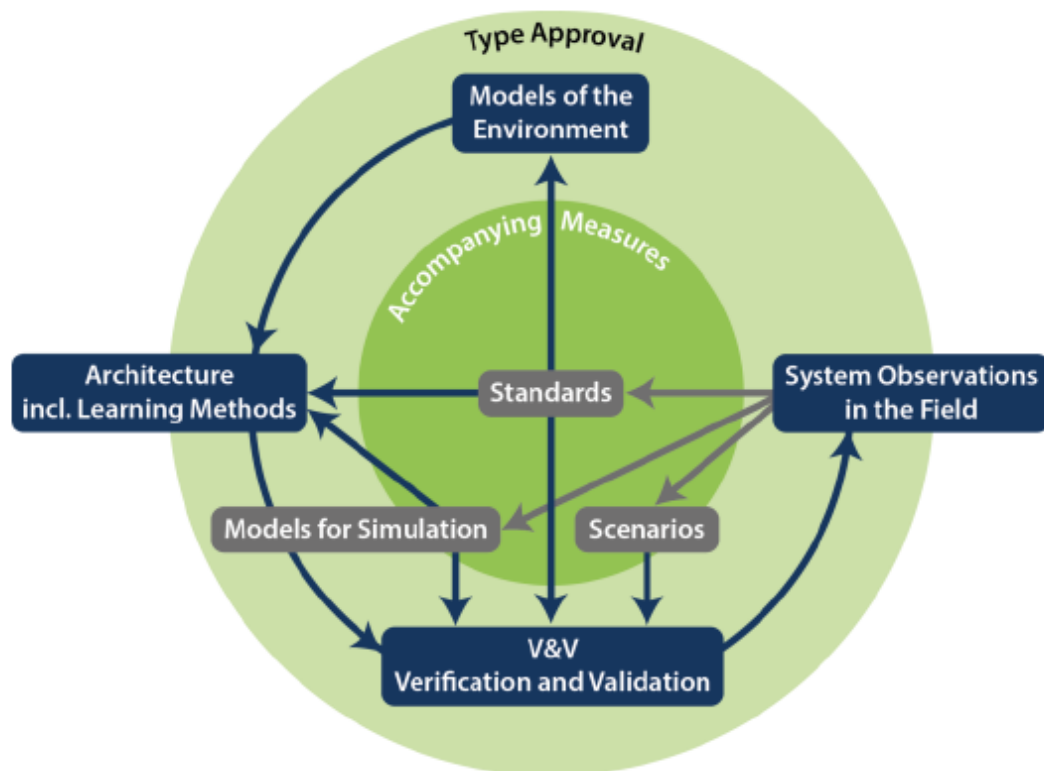 Type Approval
Models of the
Environment
Accompanying Measures
Architecture
incl. Learning Methods
Standards
System Observations
in the Field
Models for Simulation
Scenarios
V&V
Verification and Validation